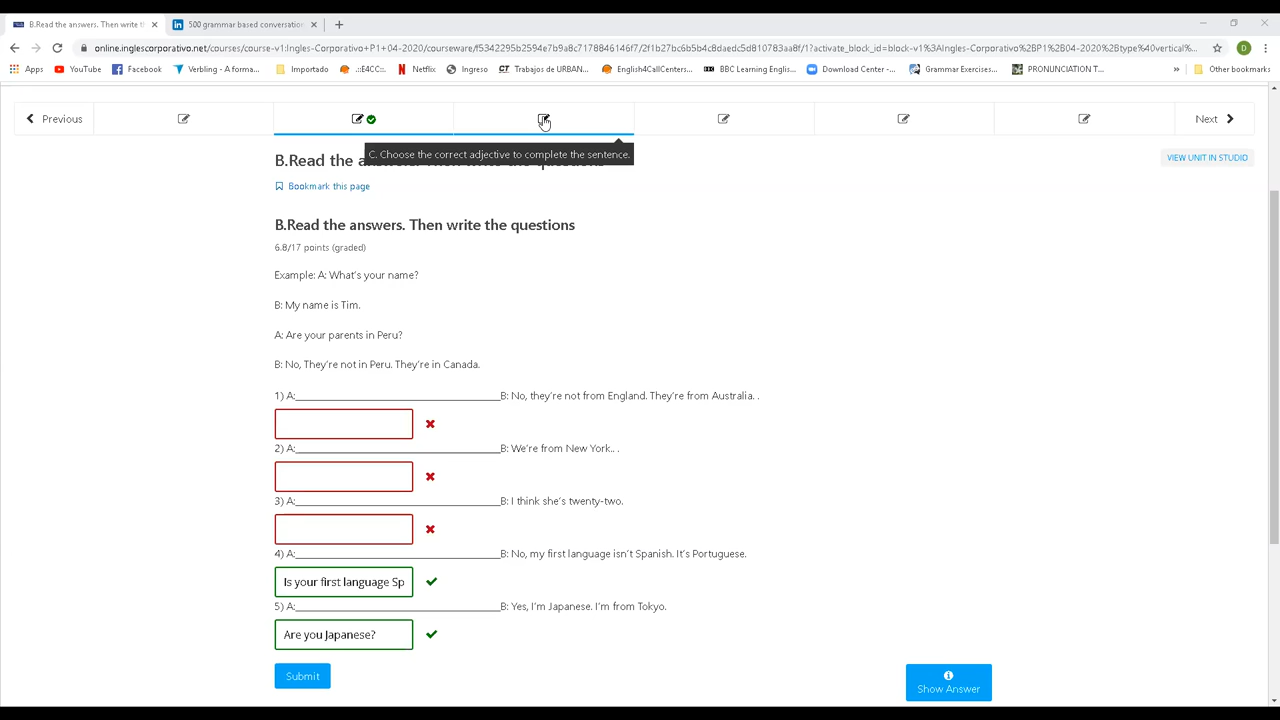 B.Read the answers. Then write th
500 grammar based conversation
online.inglescorporativo.net/courses/course-v1:Ingles-Corporativo+P1+04-2020/courseware/f5342295b2594e7b9a8c7178846146f7/2f1b27bc6b5b4c8daedc5d810783aa8f/1?activate_block_id=block-v1%3AIngles-Corporativo%2BP1%2B04-2020%2Btype%40vertical%...
D
Apps YouTube Facebook Verbling - A forma... Importado .::E4CC::. Netflix Ingreso Trabajos de URBAN... English4CallCenters... BBC Learning Englis... Download Center -... Grammar Exercises... PRONUNCIATION T... » Other bookmarks
Previous
Next
C. Choose the correct adjective to complete the sentence.
B.Read the
VIEW UNIT IN STUDIO
Bookmark this page
B.Read the answers. Then write the questions
6.8/17 points (graded)
Example: A: What's your name?
B: My name is Tim.
A: Are your parents in Peru?
B: No, They're not in Peru. They're in Canada.
1) A:__________________________________B: No, they're not from England. They're from Australia. .
2) A:__________________________________B: We're from New York.. .
3) A:__________________________________B: I think she's twenty-two.
4) A:__________________________________B: No, my first language isn't Spanish. It's Portuguese.
Is your first language Sp
5) A:__________________________________B: Yes, I'm Japanese. I'm from Tokyo.
Are you Japanese?
Submit
Show Answer